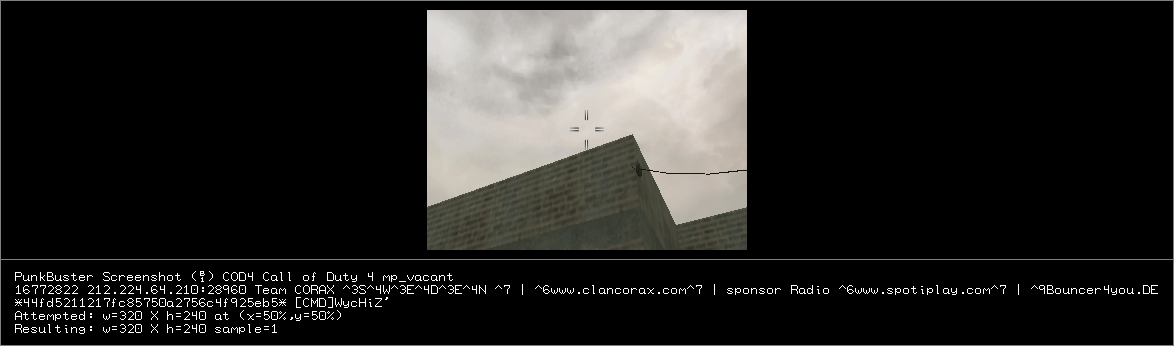 PunkBuster Screenshot (B/I) COD4 Call of Duty 4 mp_vacant
16772822 212.224.64.210:28960 Team CORAX ^3S^4W^3E^4D^3E^4N ^7 | ^6www.clancorax.com^7 | sponsor Radio ^6www.spotiplay.com^7 | ^9Bouncer4you.DE
*44fd5211217fc85750a2756c4f925eb5* [CMD]WycHiZ'
Attempted: w=320 X h=240 at (x=50%,y=50%)
Resulting: w=320 X h=240 sample=1